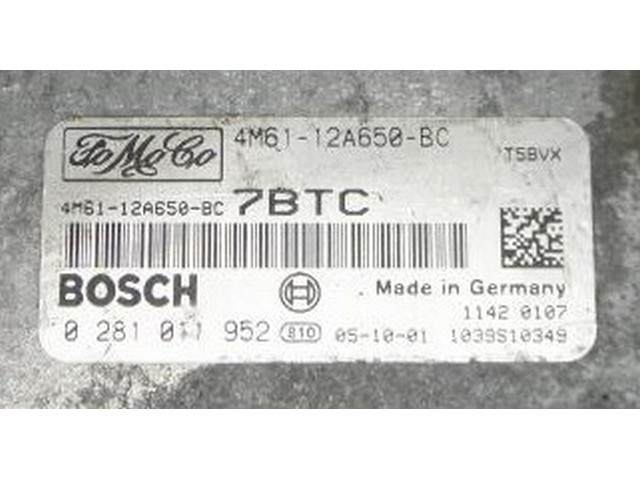 FoMoCo 4M61-12A650-BC
T5BVX
4M61-12A650-BC 7BTC
BOSCH Made in Germany
1142 0107
0 281 011 952 810 05-10-01 1039S10349